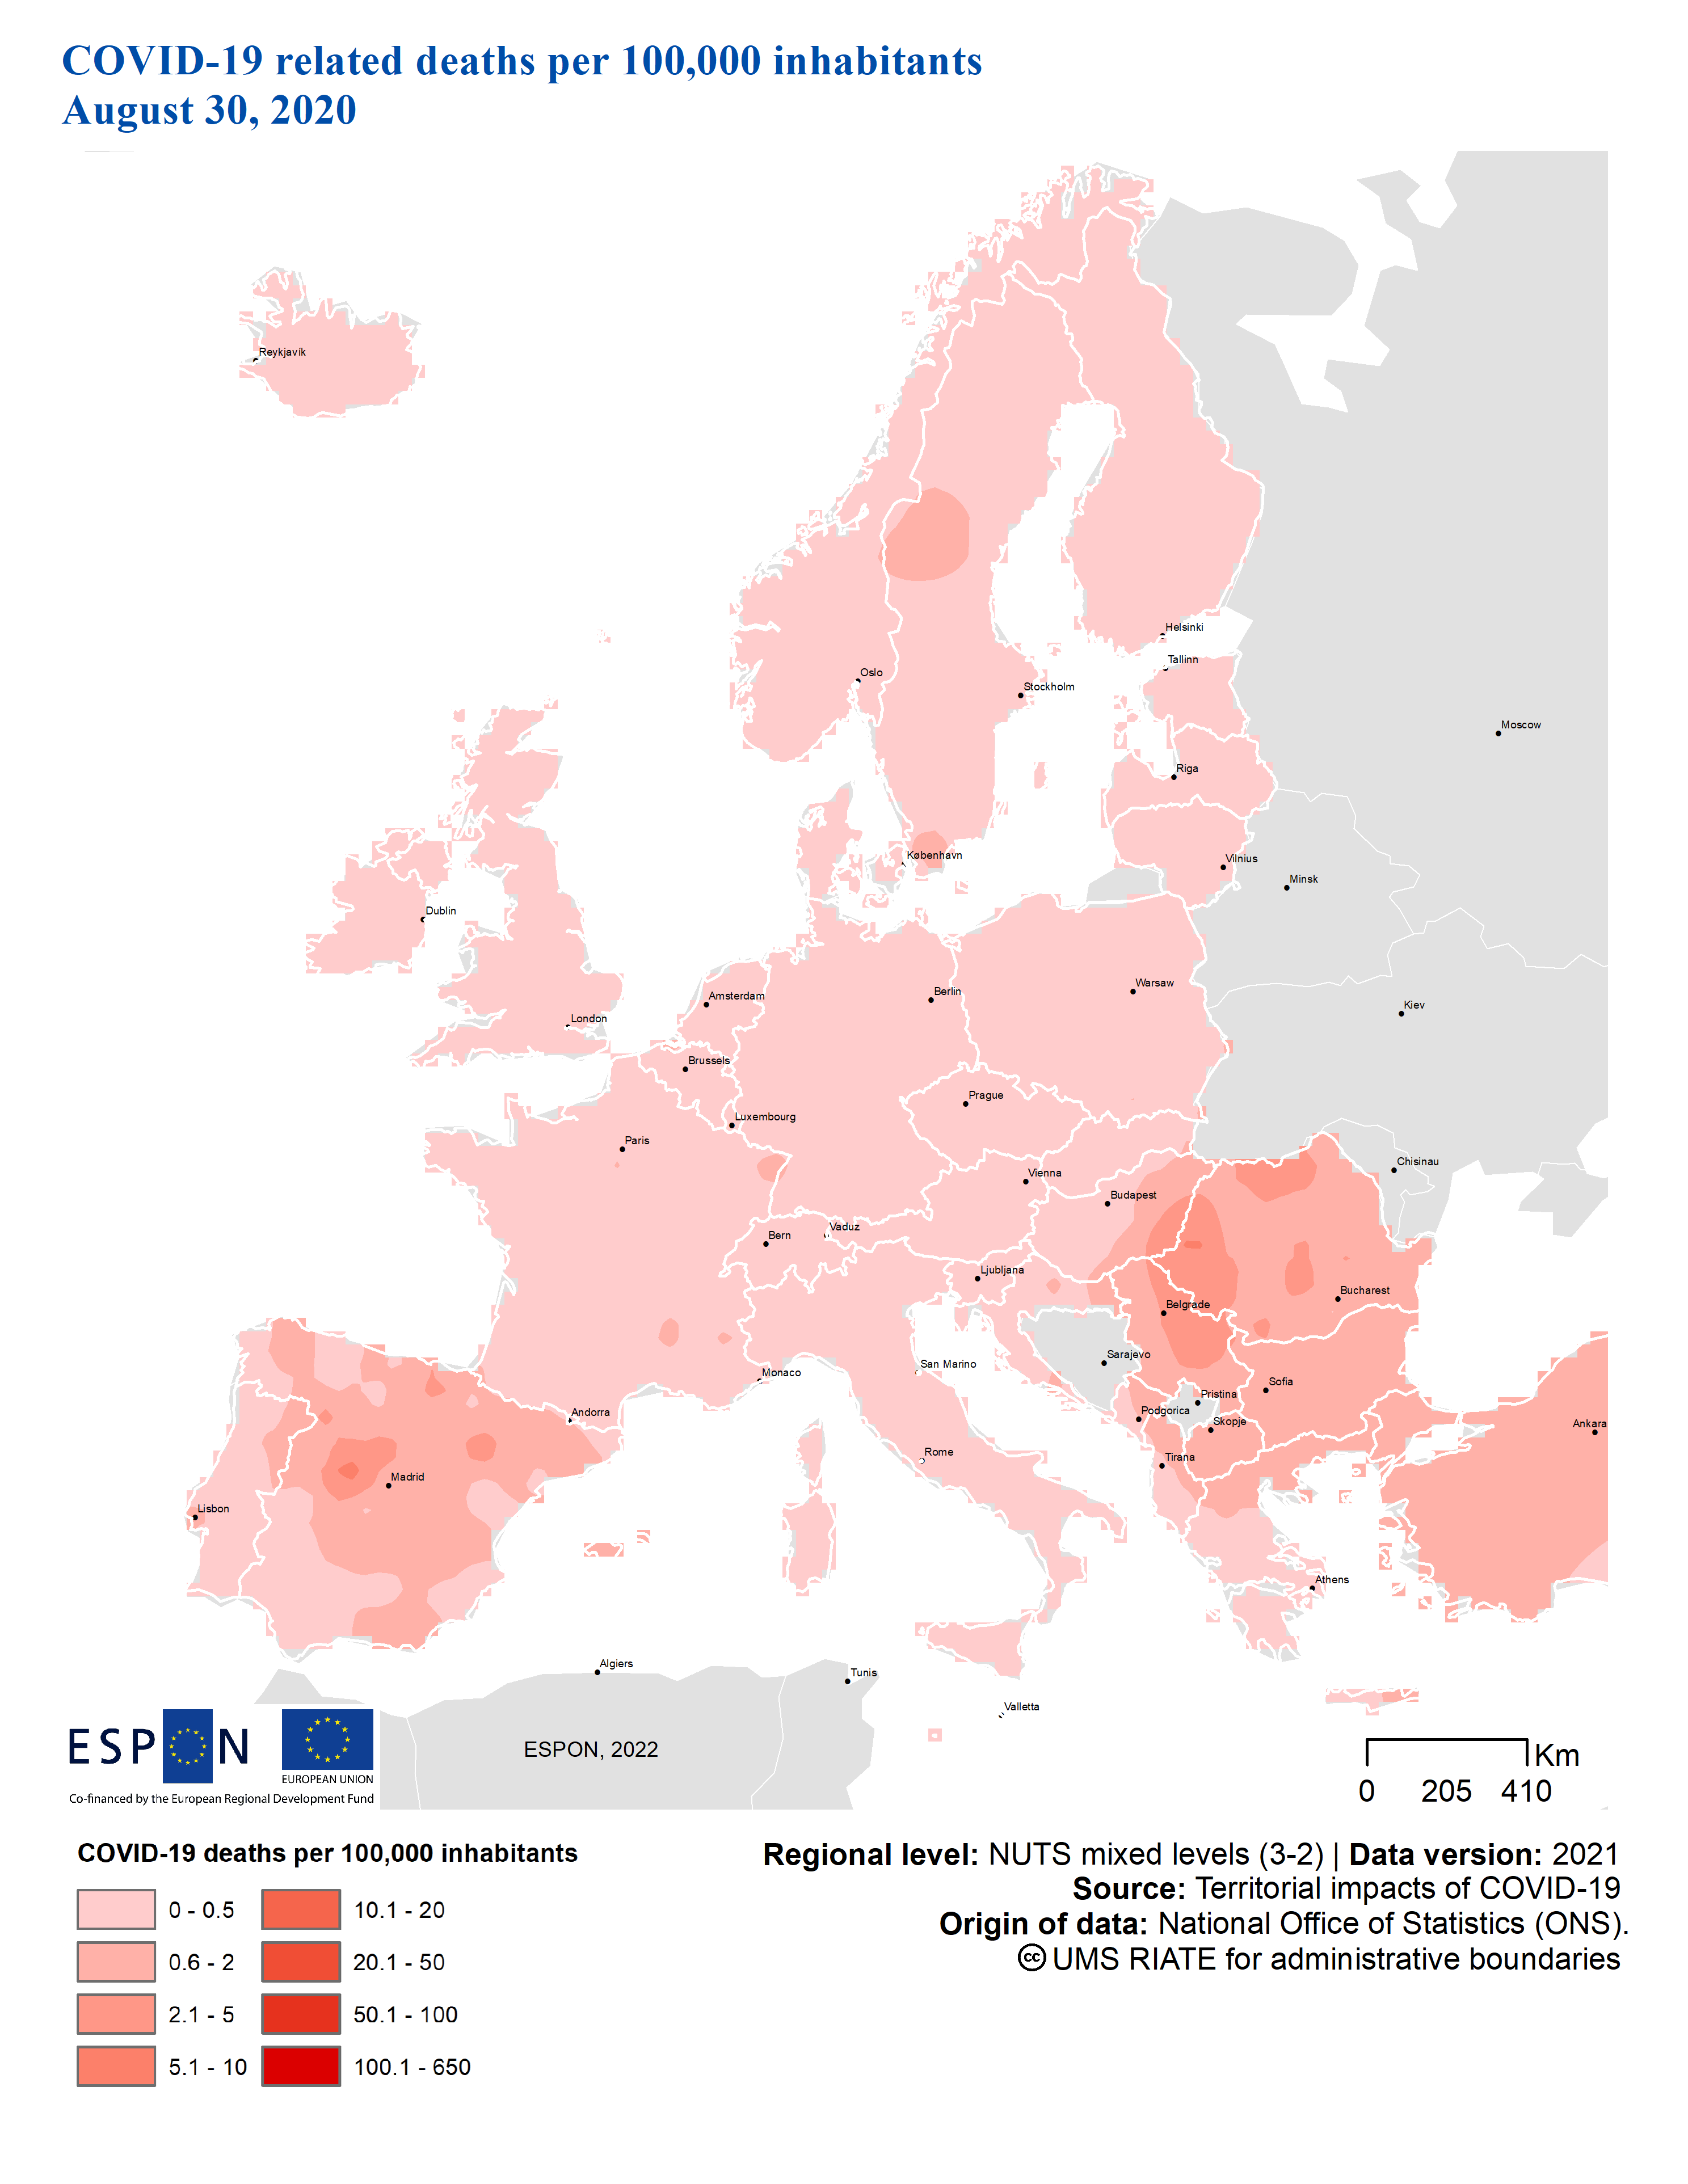 COVID-19 related deaths per 100,000 inhabitants
August 30, 2020
Reykjavík
Helsinki
Tallinn
Oslo
Stockholm
Moscow
Riga
København
Vilnius
Minsk
Dublin
Amsterdam
Berlin
Warsaw
Kiev
London
Brussels
Prague
Luxembourg
Paris
Chisinau
Vienna
Budapest
Bern
Vaduz
Ljubljana
Bucharest
Belgrade
Sarajevo
San Marino
Monaco
Sofia
Pristina
Andorra
Podgorica
Skopje
Ankara
Rome
Tirana
Madrid
Lisbon
Athens
Algiers
Tunis
Valletta
ESPON
EUROPEAN UNION
Co-financed by the European Regional Development Fund
ESPON, 2022
Km
0 205 410
COVID-19 deaths per 100,000 inhabitants
0 - 0.5
0.6 - 2
2.1 - 5
5.1 - 10
10.1 - 20
20.1 - 50
50.1 - 100
100.1 - 650
Regional level: NUTS mixed levels (3-2) | Data version: 2021
Source: Territorial impacts of COVID-19
Origin of data: National Office of Statistics (ONS).
cc UMS RIATE for administrative boundaries